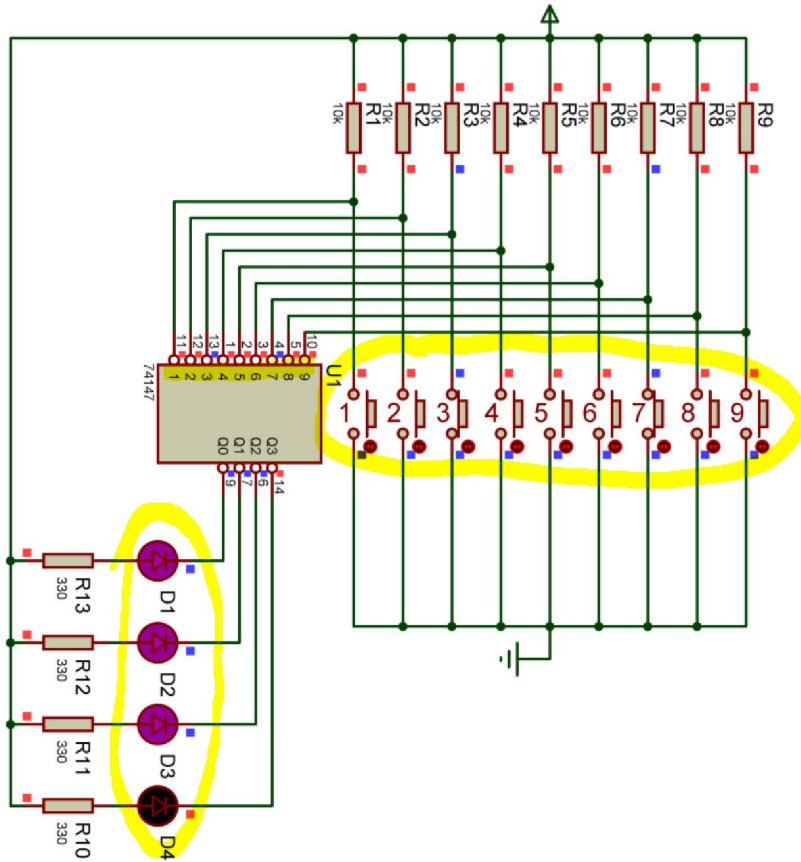 R1 R2 R3 R4 R5 R6 R7 R8 R9
10k 10k 10k 10k 10k 10k 10k 10k 10k
11 12 13 1 2 3 4 5 10
1 2 3 4 5 6 7 8 9
U1
74147
Q0 Q1 Q2 Q3
9 7 6 14
1 2 3 4 5 6 7 8 9
R13
330
D1
R12
330
D2
R11
330
D3
R10
330
D4